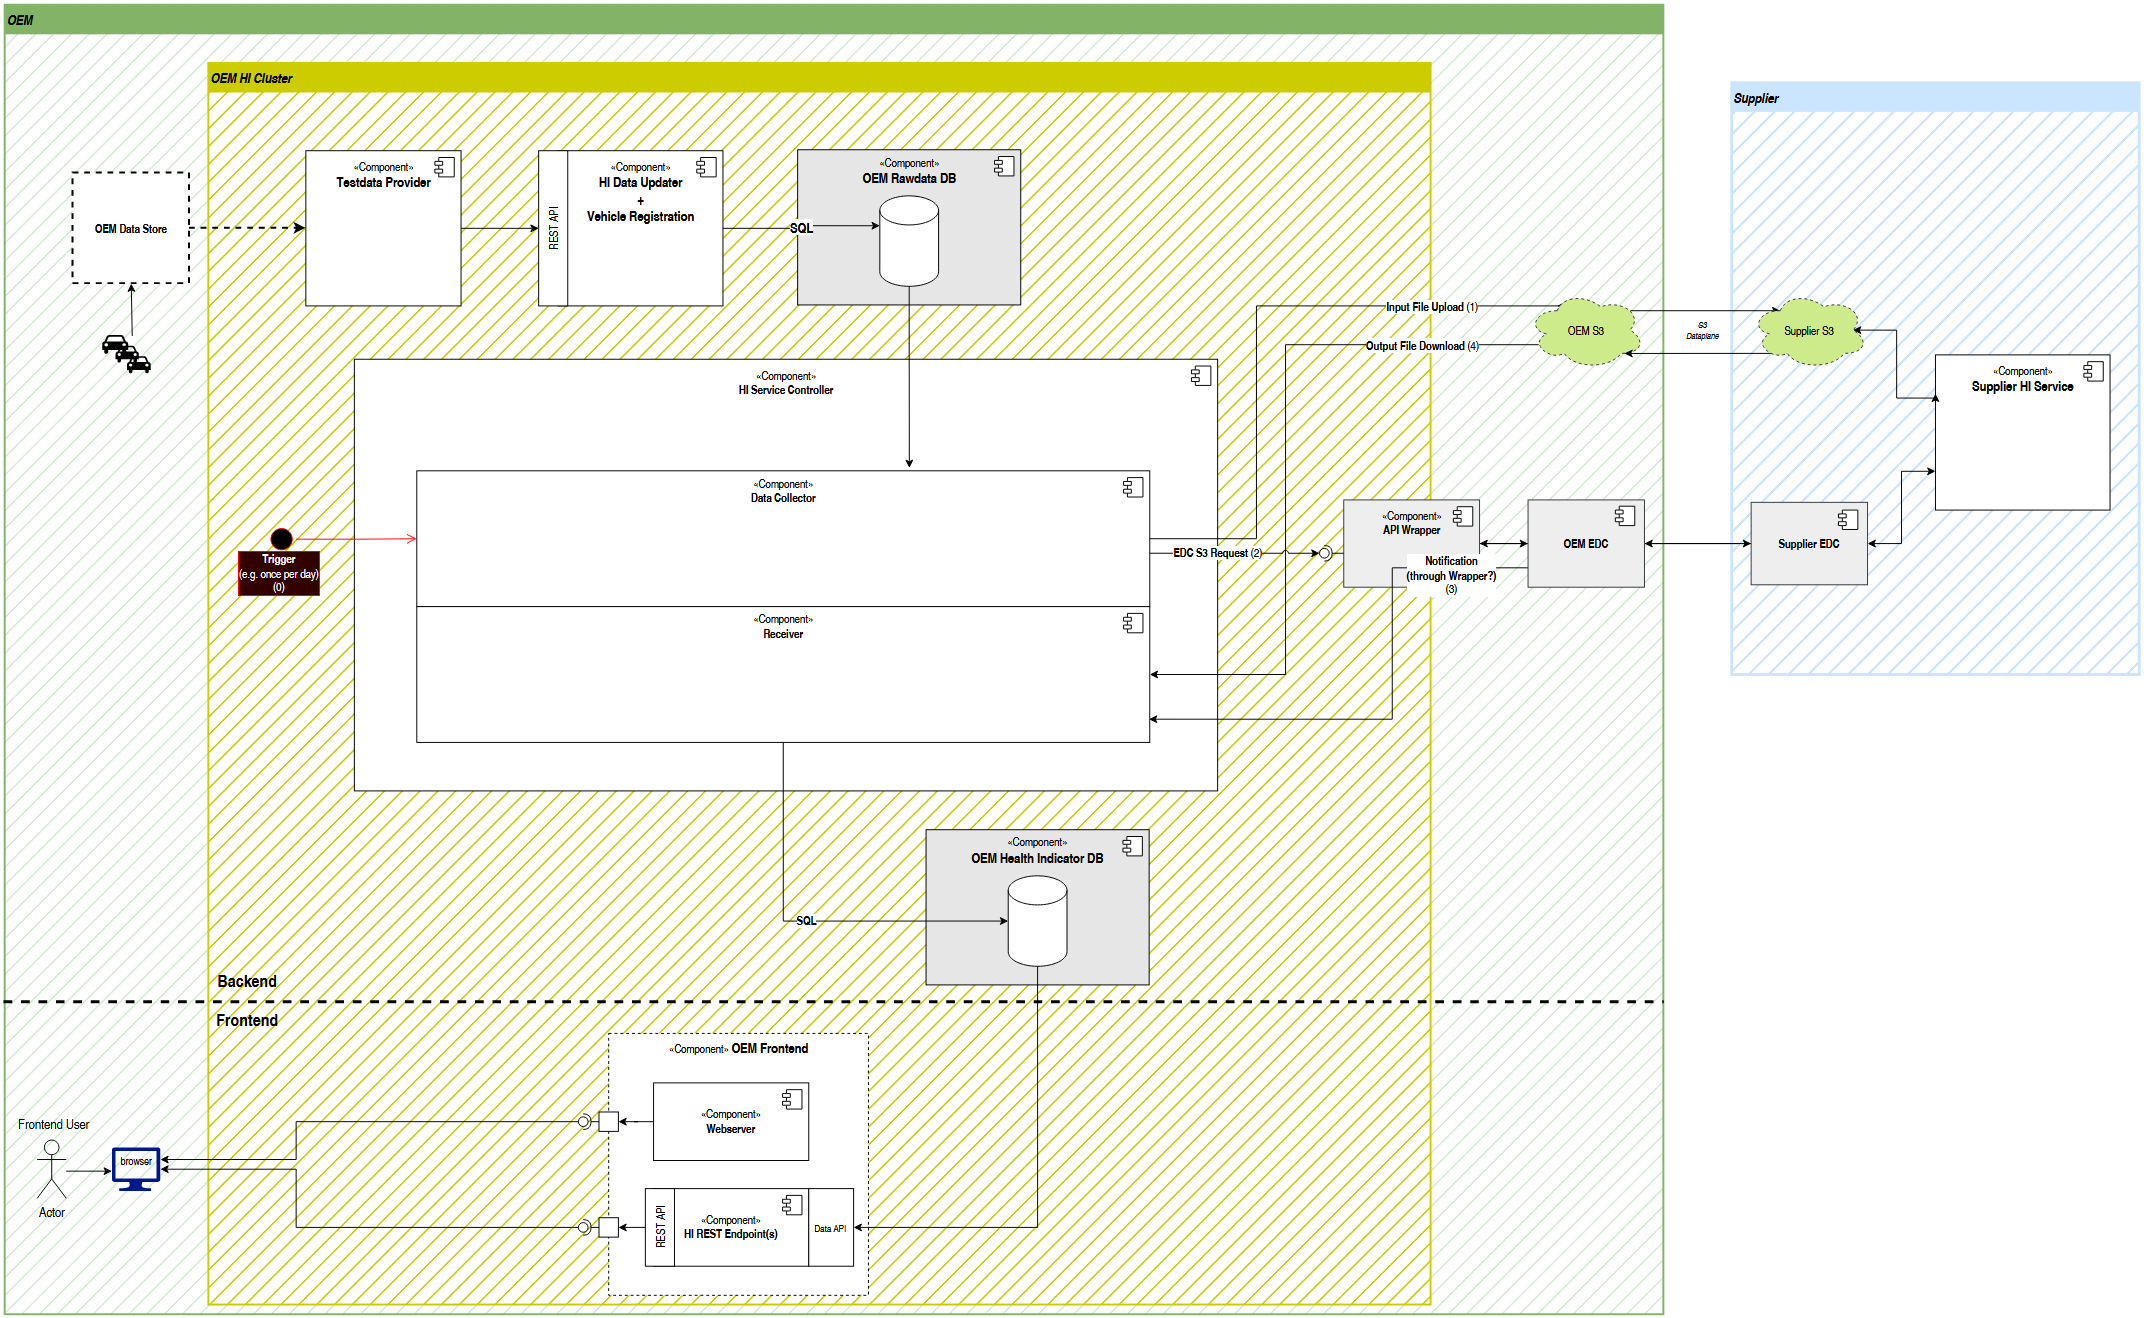 OEM
OEM HI Cluster
Supplier
«Component»
Testdata Provider
REST API
«Component»
HI Data Updater
+
Vehicle Registration
«Component»
OEM Rawdata DB
OEM Data Store
SQL
Input File Upload (1)
OEM S3
S3
Dataplane
Supplier S3
Output File Download (4)
«Component»
HI Service Controller
«Component»
Supplier HI Service
«Component»
Data Collector
Trigger
(e.g. once per day)
(0)
EDC S3 Request (2)
«Component»
API Wrapper
OEM EDC
Supplier EDC
Notification
(through Wrapper?)
(3)
«Component»
Receiver
«Component»
OEM Health Indicator DB
SQL
Backend
Frontend
«Component» OEM Frontend
«Component»
Webserver
Frontend User
browser
Actor
REST API
«Component»
HI REST Endpoint(s)
Data API